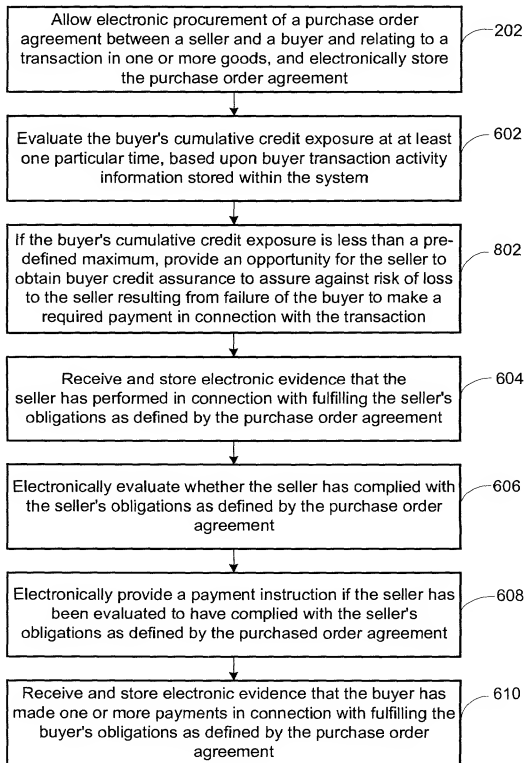 Allow electronic procurement of a purchase order
agreement between a seller and a buyer and relating to a
transaction in one or more goods, and electronically store
the purchase order agreement
202
Evaluate the buyer's cumulative credit exposure at at least
one particular time, based upon buyer transaction activity
information stored within the system
602
If the buyer's cumulative credit exposure is less than a pre-
defined maximum, provide an opportunity for the seller to
obtain buyer credit assurance to assure against risk of loss
to the seller resulting from failure of the buyer to make a
required payment in connection with the transaction
802
Receive and store electronic evidence that the
seller has performed in connection with fulfilling the seller's
obligations as defined by the purchase order agreement
604
Electronically evaluate whether the seller has complied with
the seller's obligations as defined by the purchase order
agreement
606
Electronically provide a payment instruction if the seller has
been evaluated to have complied with the seller's
obligations as defined by the purchased order agreement
608
Receive and store electronic evidence that the buyer has
made one or more payments in connection with fulfilling the
buyer's obligations as defined by the purchase order
agreement
610